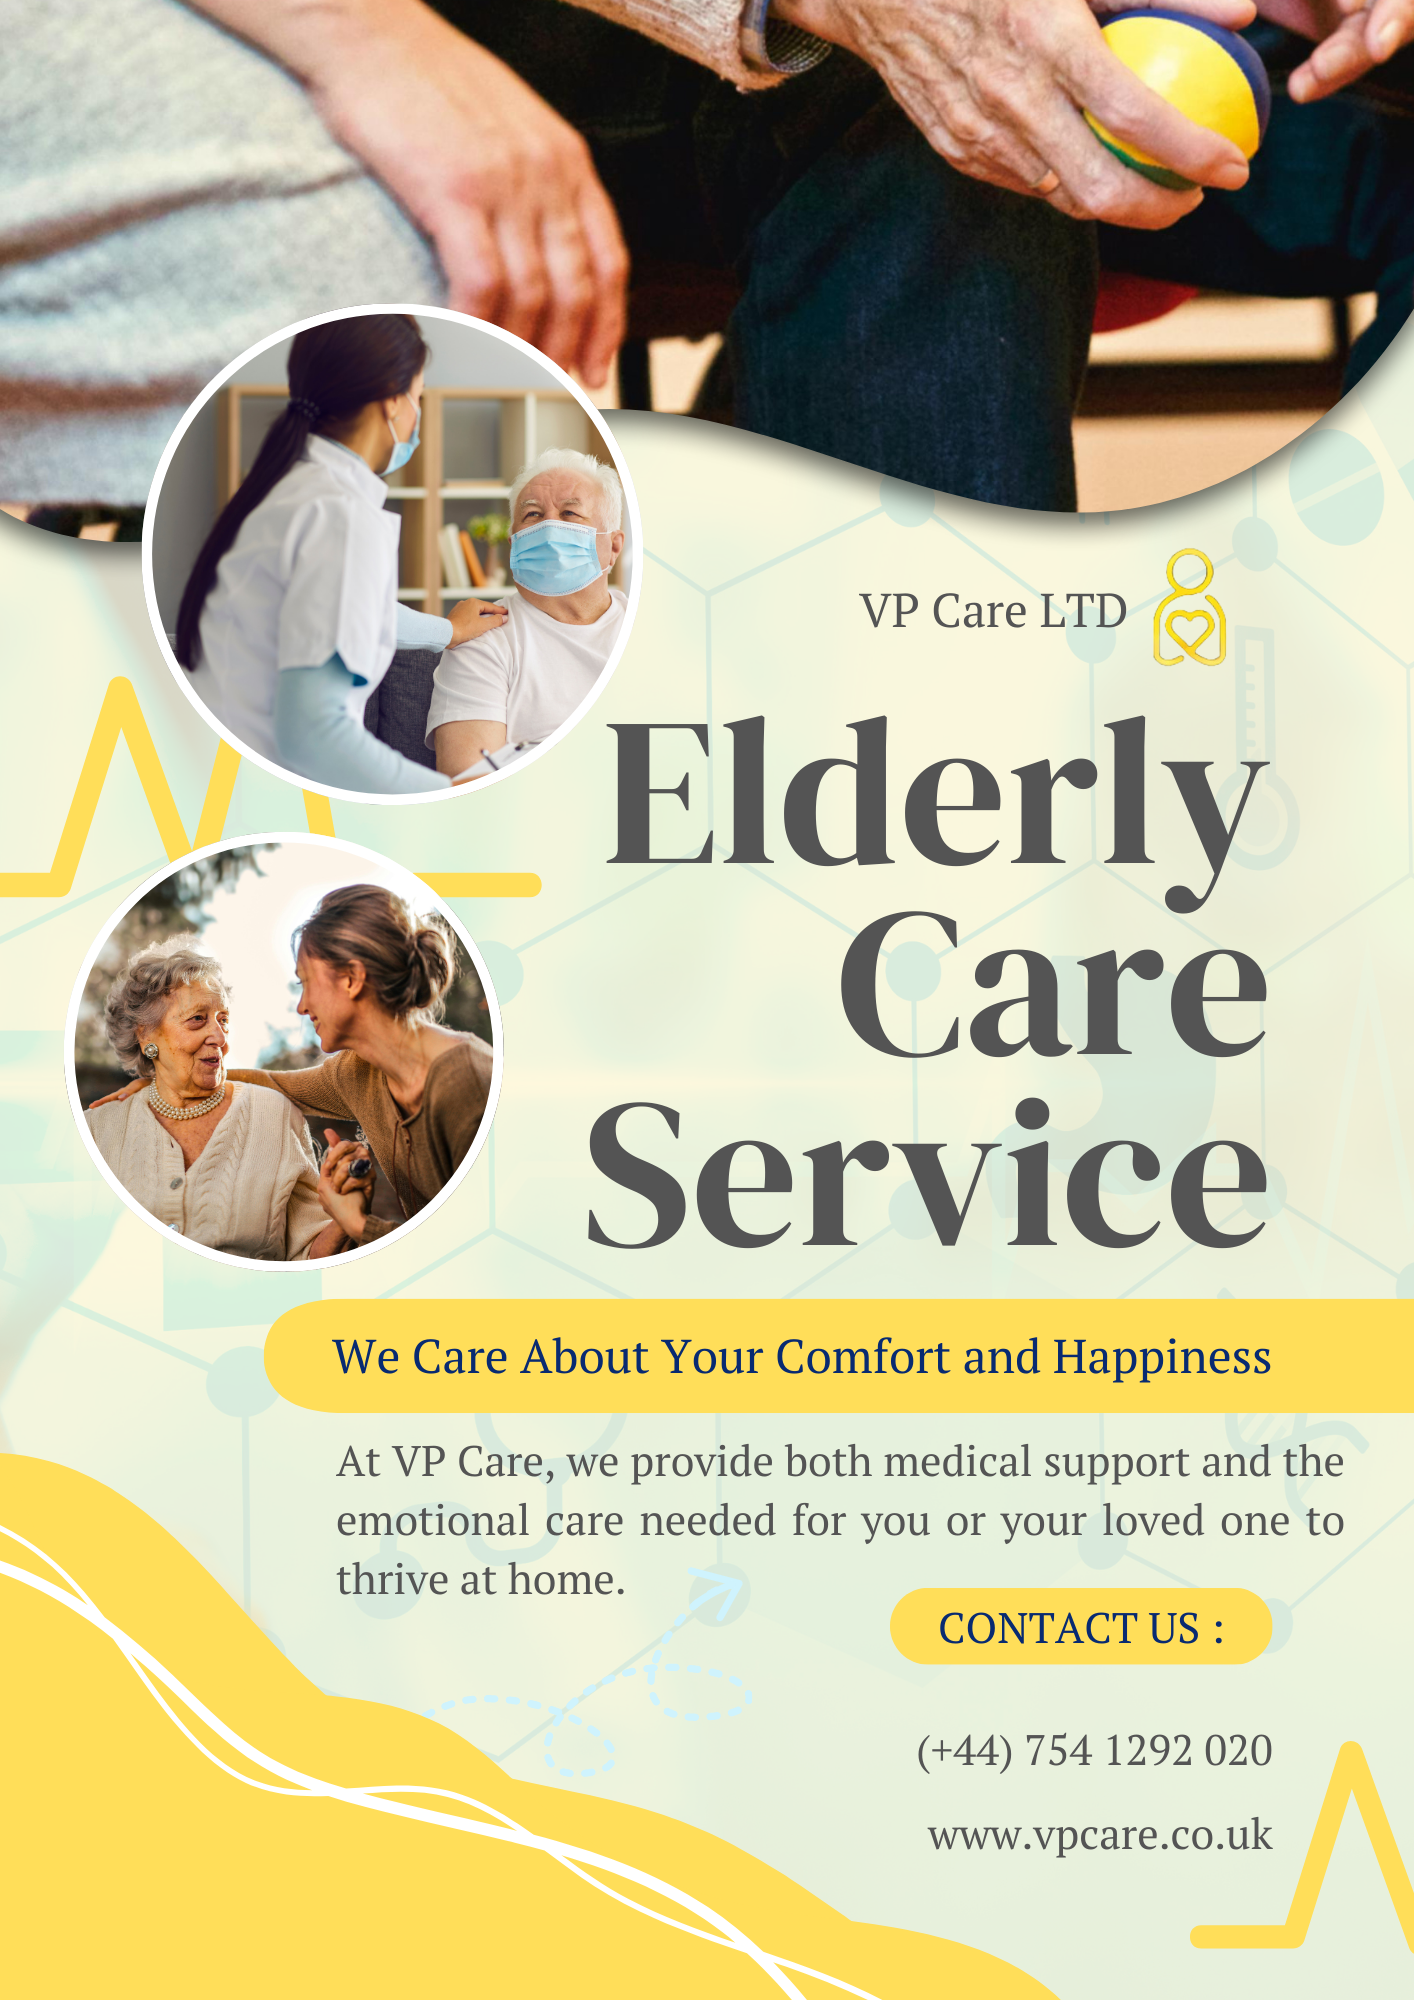 VP Care LTD
Elderly
Care
Service
We Care About Your Comfort and Happiness
At VP Care, we provide both medical support and the
emotional care needed for you or your loved one to
thrive at home.
CONTACT US :
(+44) 754 1292 020
www.vpcare.co.uk